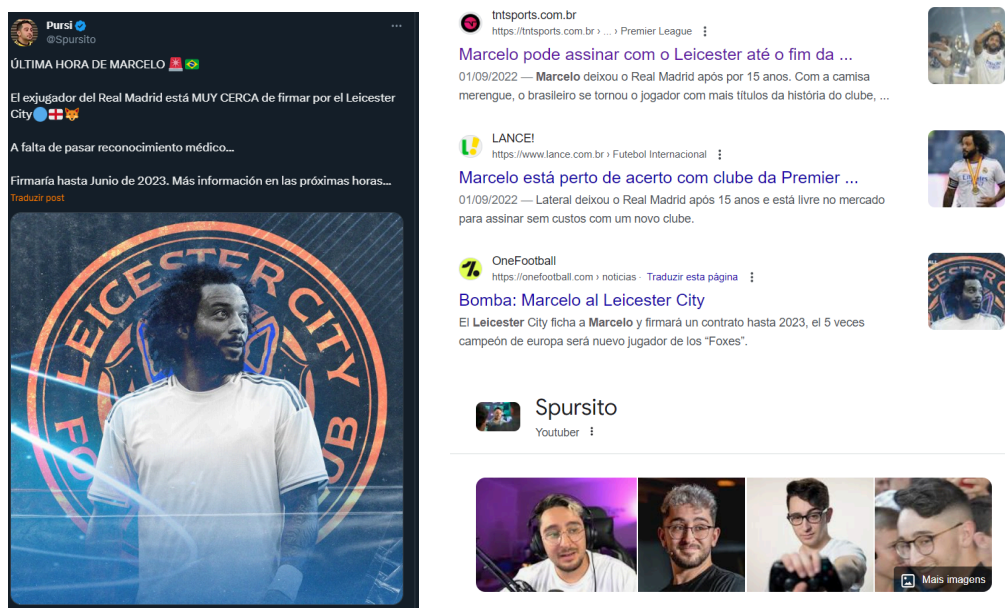 Pursi
@Spursito
ÚLTIMA HORA DE MARCELO
El exjugador del Real Madrid está MUY CERCA de firmar por el Leicester
City
A falta de pasar reconocimiento médico...
Firmaría hasta Junio de 2023. Más información en las próximas horas...
Traduzir post
LEICESTER CITY
FO
UB
tntsports.com.br
https://tntsports.com.br › ... › Premier League
Marcelo pode assinar com o Leicester até o fim da ...
01/09/2022 — Marcelo deixou o Real Madrid após por 15 anos. Com a camisa
merengue, o brasileiro se tornou o jogador com mais títulos da história do clube, ...
LANCE!
https://www.lance.com.br › Futebol Internacional
Marcelo está perto de acerto com clube da Premier ...
01/09/2022 — Lateral deixou o Real Madrid após 15 anos e está livre no mercado
para assinar sem custos com um novo clube.
OneFootball
https://onefootball.com › noticias · Traduzir esta página
Bomba: Marcelo al Leicester City
El Leicester City ficha a Marcelo y firmará un contrato hasta 2023, el 5 veces
campeón de europa será nuevo jugador de los “Foxes”.
Spursito
Youtuber
Mais imagens